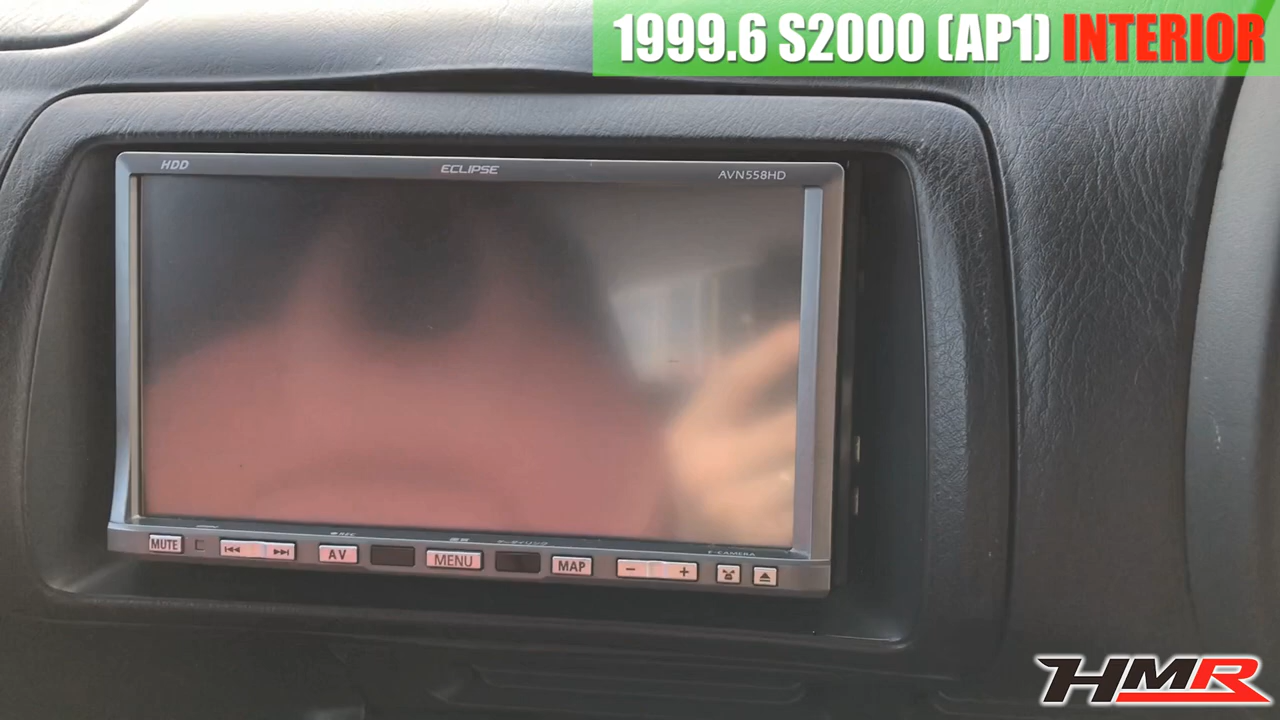 1999.6 S2000 (AP1) INTERIOR
HDD
ECLIPSE
AVN558HD
MUTE
AV
MENU
MAP
− +
HMR